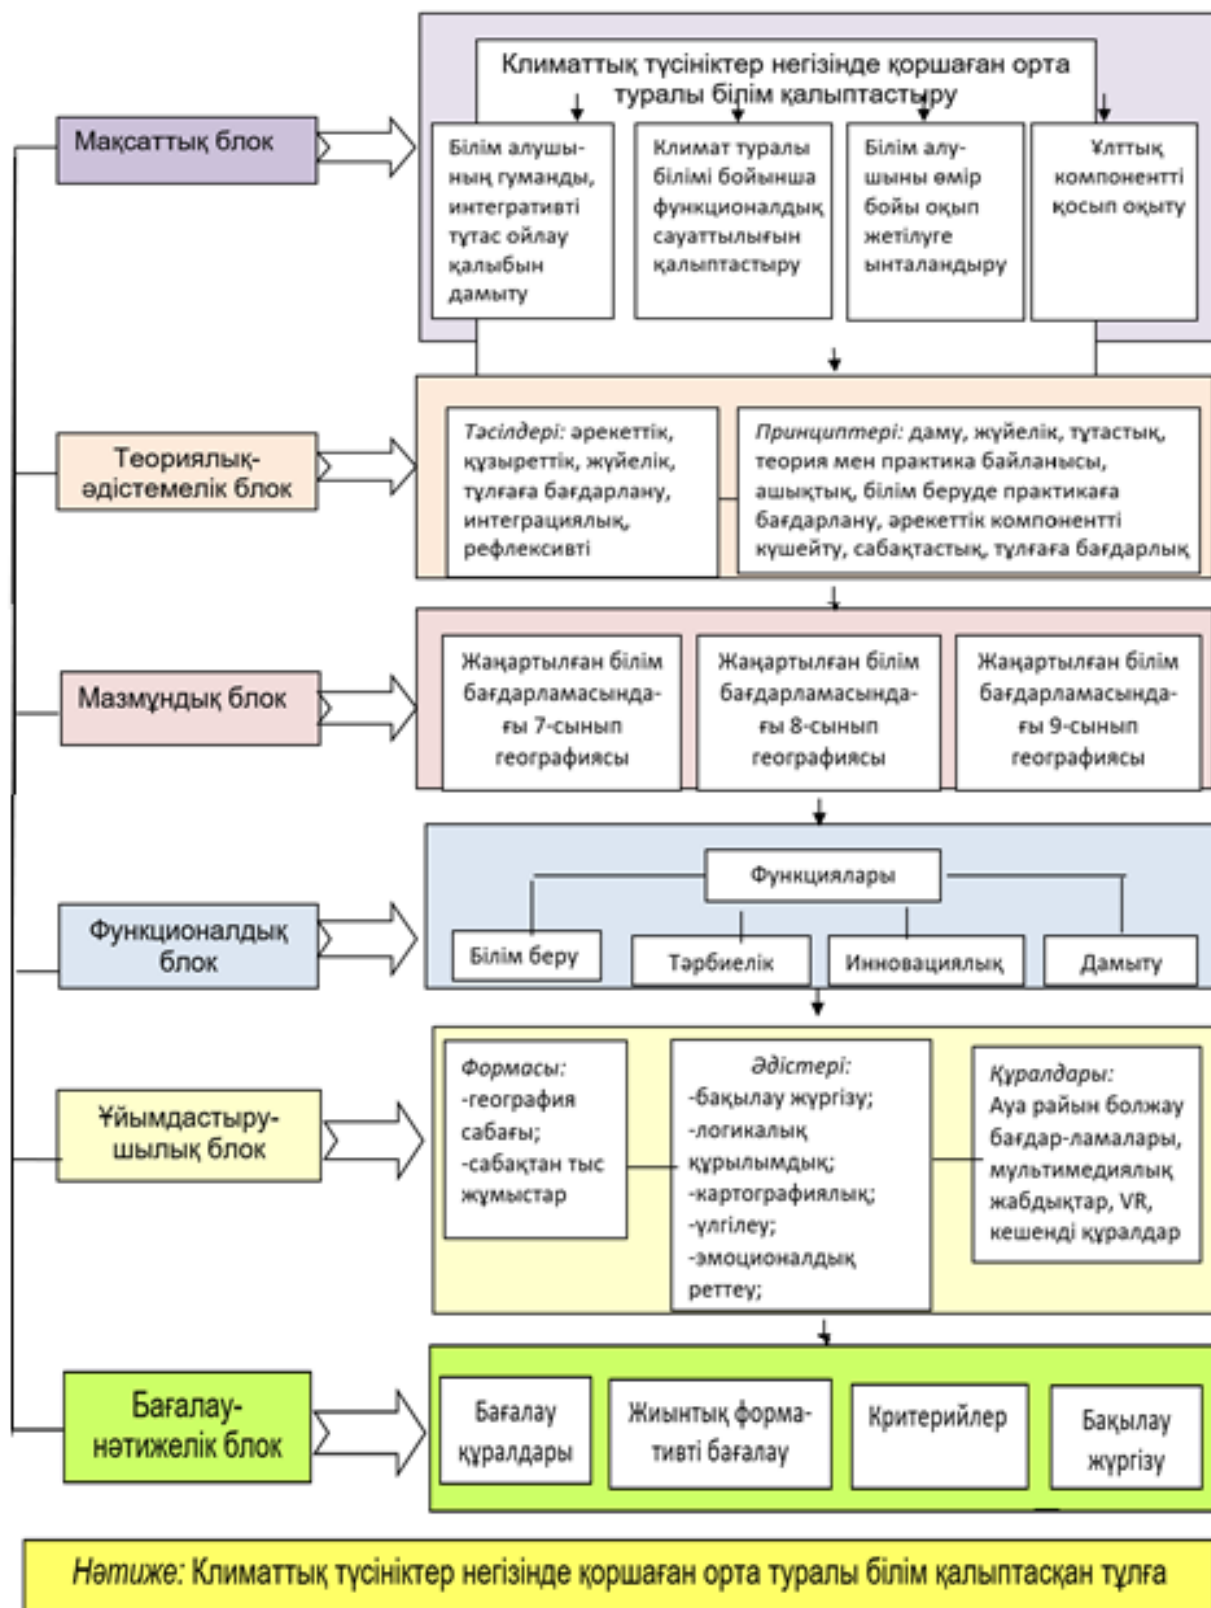 Климаттық түсініктер негізінде қоршаған орта
туралы білім қалыптастыру
Мақсаттық блок
Білім алушы-
ның гуманды,
интегративті
тұтас ойлау
қалыбын
дамыту
Климат туралы
білімі бойынша
функционалдық
сауаттылығын
қалыптастыру
Білім алу-
шыны өмір
бойы оқып
жетілуге
ынталандыру
Ұлттық
компонентті
қосып оқыту
Теориялық-
әдістемелік блок
Тәсілдері: әрекеттік,
құзыреттік, жүйелік,
тұлғаға бағдарлану,
интеграциялық,
рефлексивті
Принциптері: даму, жүйелік, тұтастық,
теория мен практика байланысы,
ашықтық, білім беруде практикаға
бағдарлану, әрекеттік компонентті
күшейту, сабақтастық, тұлғаға бағдарлық
Мазмұндық блок
Жаңартылған білім
бағдарламасында-
ғы 7-сынып
географиясы
Жаңартылған білім
бағдарламасында-
ғы 8-сынып
географиясы
Жаңартылған білім
бағдарламасында-
ғы 9-сынып
географиясы
Функционалдық
блок
Функциялары
Білім беру
Тәрбиелік
Инновациялық
Дамыту
Ұйымдастыру-
шылық блок
Формасы:
-география
сабағы;
-сабақтан тыс
жұмыстар
Әдістері:
-бақылау жүргізу;
-логикалық
құрылымдық;
-картографиялық;
-үлгілеу;
-эмоционалдық
реттеу;
Құралдары:
Ауа райын болжау
бағдар-ламалары,
мультимедиялық
жабдықтар, VR,
кешенді құралдар
Бағалау-
нәтижелік блок
Бағалау
құралдары
Жиынтық форма-
тивті бағалау
Критерийлер
Бақылау
жүргізу
Нәтиже: Климаттық түсініктер негізінде қоршаған орта туралы білім қалыптасқан тұлға